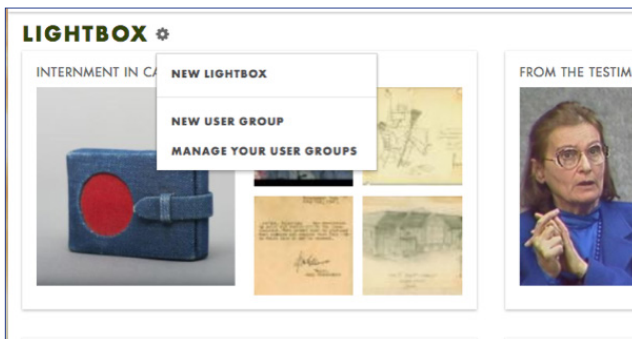 LIGHTBOX
INTERNMENT IN CA
NEW LIGHTBOX
NEW USER GROUP
MANAGE YOUR USER GROUPS
FROM THE TESTIM